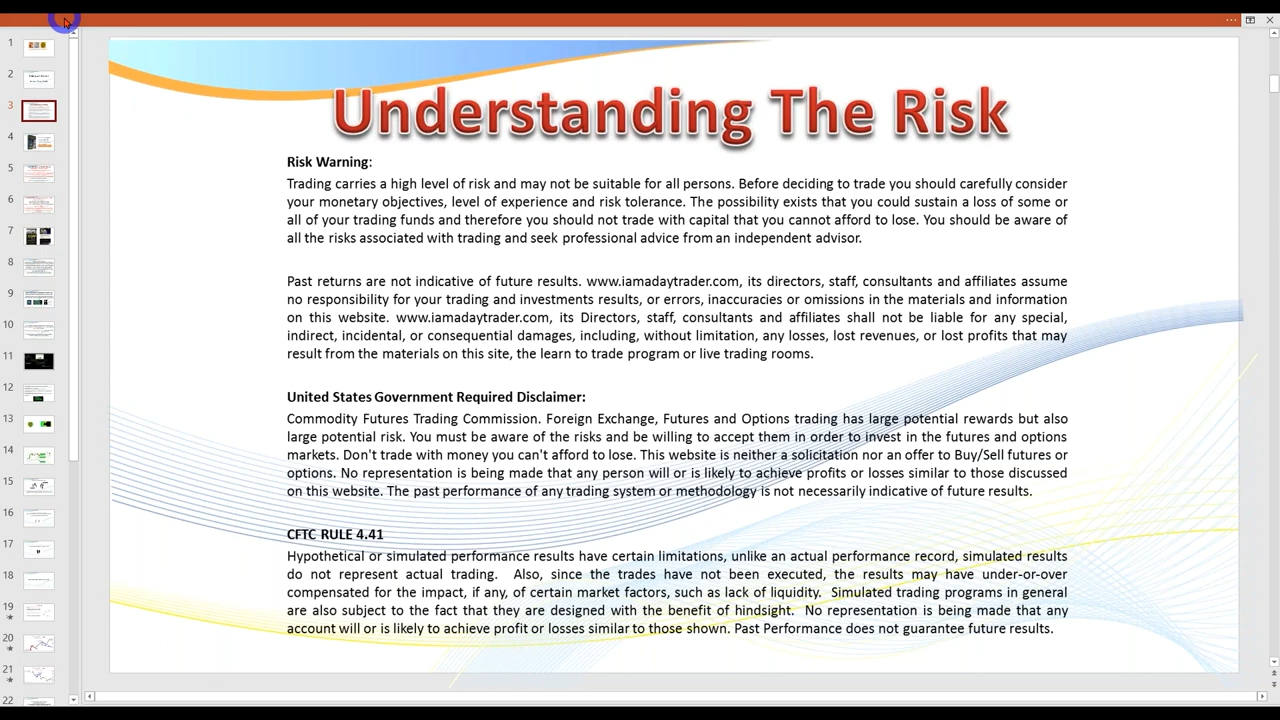 Understanding The Risk
Risk Warning:
Trading carries a high level of risk and may not be suitable for all persons. Before deciding to trade you should carefully consider
your monetary objectives, level of experience and risk tolerance. The possibility exists that you could sustain a loss of some or
all of your trading funds and therefore you should not trade with capital that you cannot afford to lose. You should be aware of
all the risks associated with trading and seek professional advice from an independent advisor.
Past returns are not indicative of future results. www.iamadaytrader.com, its directors, staff, consultants and affiliates assume
no responsibility for your trading and investments results, or errors, inaccuracies or omissions in the materials and information
on this website. www.iamadaytrader.com, its Directors, staff, consultants and affiliates shall not be liable for any special,
indirect, incidental, or consequential damages, including, without limitation, any losses, lost revenues, or lost profits that may
result from the materials on this site, the learn to trade program or live trading rooms.
United States Government Required Disclaimer:
Commodity Futures Trading Commission. Foreign Exchange, Futures and Options trading has large potential rewards but also
large potential risk. You must be aware of the risks and be willing to accept them in order to invest in the futures and options
markets. Don't trade with money you can't afford to lose. This website is neither a solicitation nor an offer to Buy/Sell futures or
options. No representation is being made that any person will or is likely to achieve profits or losses similar to those discussed
on this website. The past performance of any trading system or methodology is not necessarily indicative of future results.
CFTC RULE 4.41
Hypothetical or simulated performance results have certain limitations, unlike an actual performance record, simulated results
do not represent actual trading. Also, since the trades have not been executed, the results may have under-or-over
compensated for the impact, if any, of certain market factors, such as lack of liquidity. Simulated trading programs in general
are also subject to the fact that they are designed with the benefit of hindsight. No representation is being made that any
account will or is likely to achieve profit or losses similar to those shown. Past Performance does not guarantee future results.
1
2
3
4
5
6
7
8
9
10
11
12
13
14
15
16
17
18
19
20
21
22